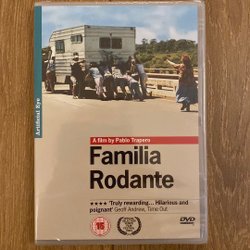 Artificial Eye
A film by Pablo Trapero
Familia
Rodante
★★★★ 'Truly rewarding... Hilarious and
poignant' Geoff Andrew, Time Out
15
DVD